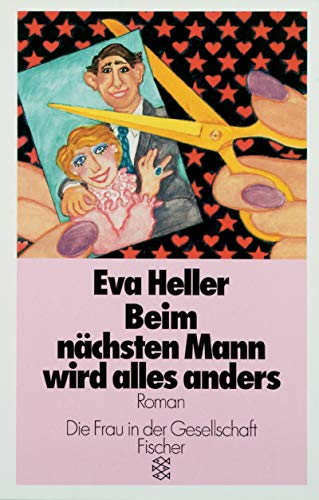 Eva Heller
Beim
nächsten Mann
wird alles anders
Roman
Die Frau in der Gesellschaft
Fischer